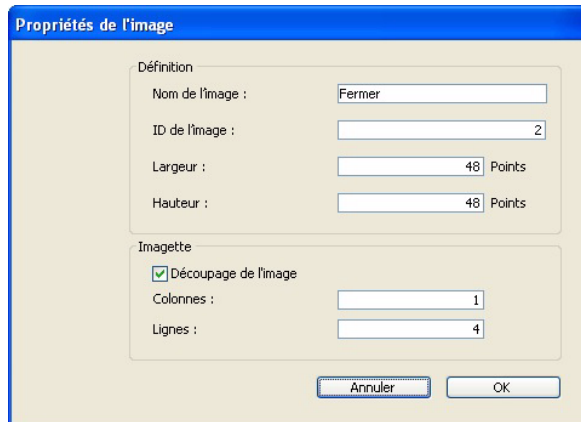 Propriétés de l'image
Définition
Nom de l'image : Fermer
ID de l'image : 2
Largeur : 48 Points
Hauteur : 48 Points
Imagette
Découpage de l'image
Colonnes : 1
Lignes : 4
Annuler OK